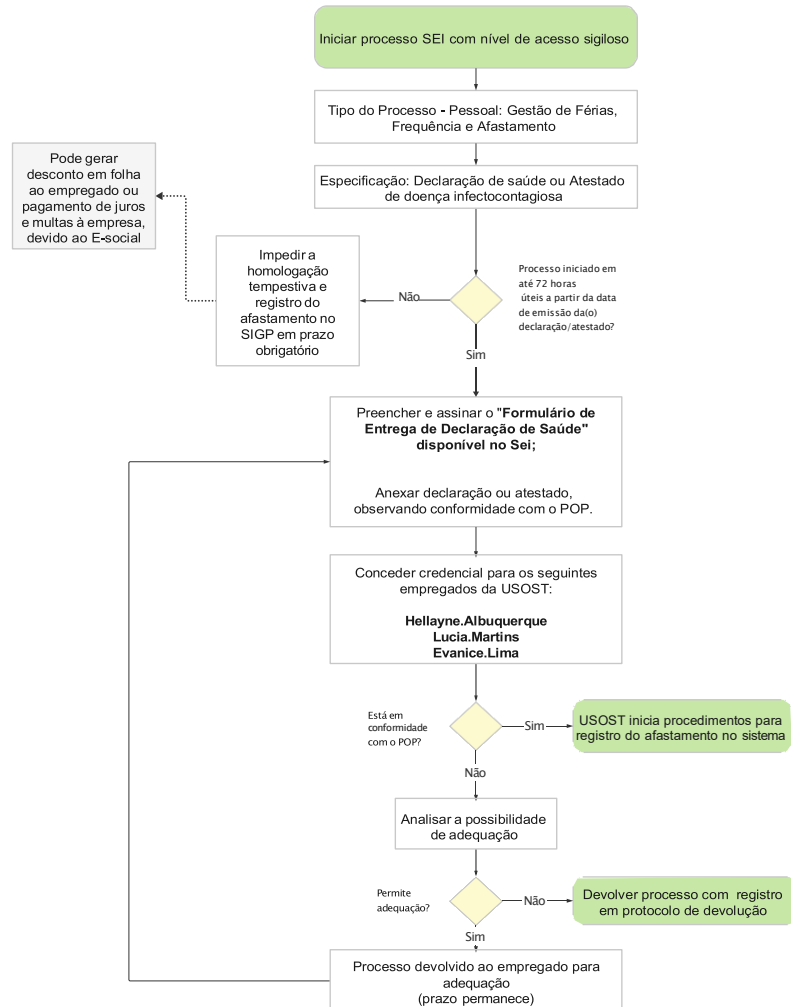 Iniciar processo SEI com nível de acesso sigiloso
Tipo do Processo - Pessoal: Gestão de Férias,
Frequência e Afastamento
Especificação: Declaração de saúde ou Atestado
de doença infectocontagiosa
Processo iniciado em
até 72 horas
úteis a partir da data
de emissão da(o)
declaração/atestado?
Não
Impedir a
homologação
tempestiva e
registro do
afastamento no
SIGP em prazo
obrigatório
Pode gerar
desconto em folha
ao empregado ou
pagamento de juros
e multas à empresa,
devido ao E-social
Sim
Preencher e assinar o "Formulário de
Entrega de Declaração de Saúde"
disponível no Sei;
Anexar declaração ou atestado,
observando conformidade com o POP.
Conceder credencial para os seguintes
empregados da USOST:
Hellayne.Albuquerque
Lucia.Martins
Evanice.Lima
Está em
conformidade
com o POP?
Sim
USOST inicia procedimentos para
registro do afastamento no sistema
Não
Analisar a possibilidade
de adequação
Permite
adequação?
Não
Devolver processo com registro
em protocolo de devolução
Sim
Processo devolvido ao empregado para
adequação
(prazo permanece)